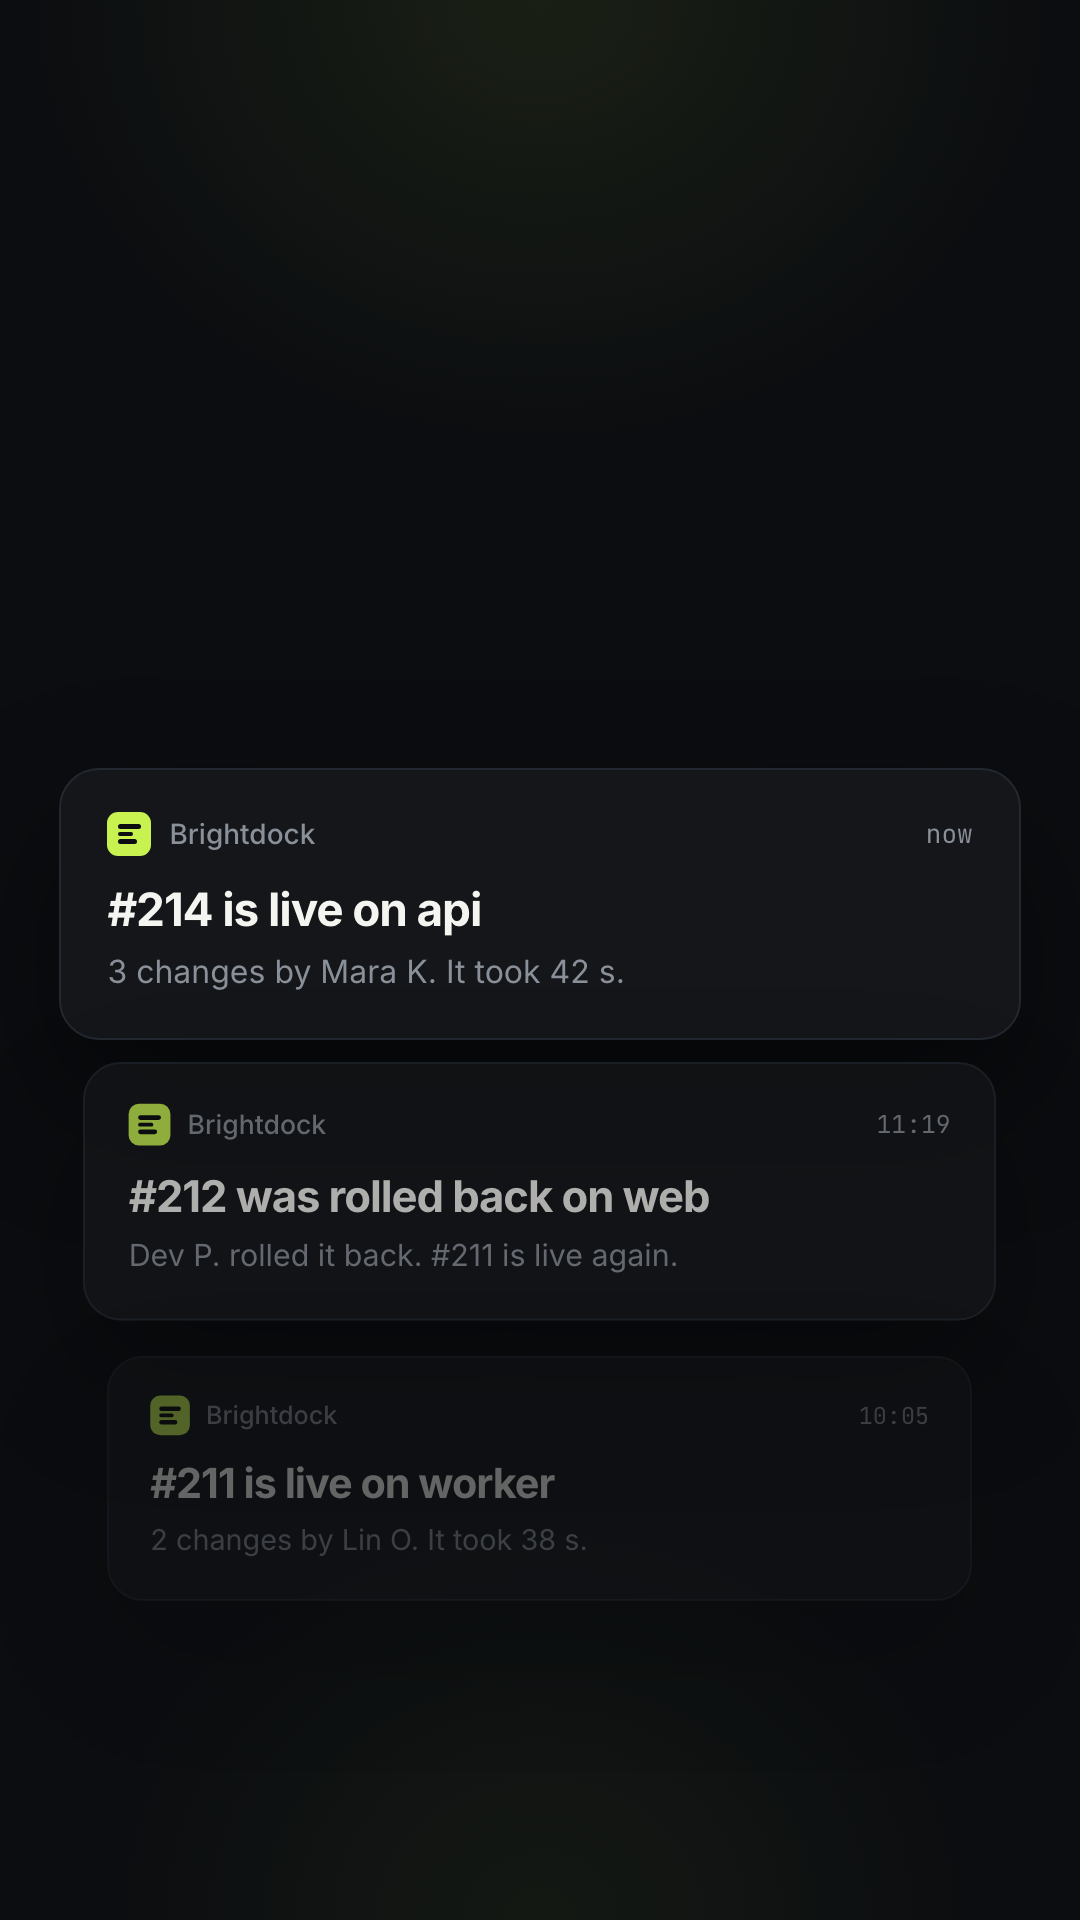 Brightdock
now
#214 is live on api
3 changes by Mara K. It took 42 s.
Brightdock
11:19
#212 was rolled back on web
Dev P. rolled it back. #211 is live again.
Brightdock
10:05
#211 is live on worker
2 changes by Lin O. It took 38 s.